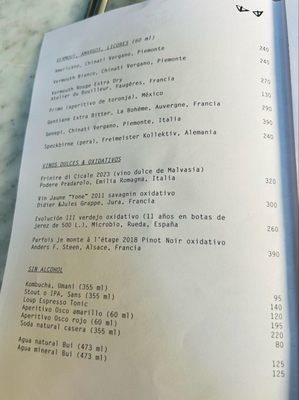 VERMUS, AMARGOS, LICORES (60 ml)
Americano, Chinati Vergano, Piemonte 240
Vermouth Bianco, Chinati Vergano, Piemonte 240
Vermouth Rouge Extra Dry
Atelier du Bouilleur, Faugères, Francia 270
Primo (aperitivo de toronja), México 130
Gentiane Extra Bitter, La Bohème, Auvergne, Francia 290
Genepi, Chinati Vergano, Piemonte, Italia 390
Speckbirne (pera), Freimeister Kollektiv, Alemania 240
VINOS DULCES & OXIDATIVOS
Frinire di Cicale 2023 (vino dulce de Malvasia)
Podere Pradarolo, Emilia Romagna, Italia 320
Vin Jaune "Yone" 2011 savagnin oxidativo
Didier &Jules Grappe, Jura, Francia 300
Evolución III verdejo oxidativo (11 años en botas de
jerez de 500 L.), Microbio, Rueda, España 260
Parfois je monte à l'étage 2018 Pinot Noir oxidativo
Anders F. Steen, Alsace, Francia 390
SIN ALCOHOL
Kombucha, Umani (355 ml) 95
Stout o IPA, Sans (355 ml) 140
Loup Espresso Tonic 120
Aperitivo Osco amarillo (60 ml) 195
Aperitivo Osco rojo (60 ml) 220
Soda natural casera (355 ml) 80
Agua natural Bui (473 ml) 125
Agua mineral Bui (473 ml) 125